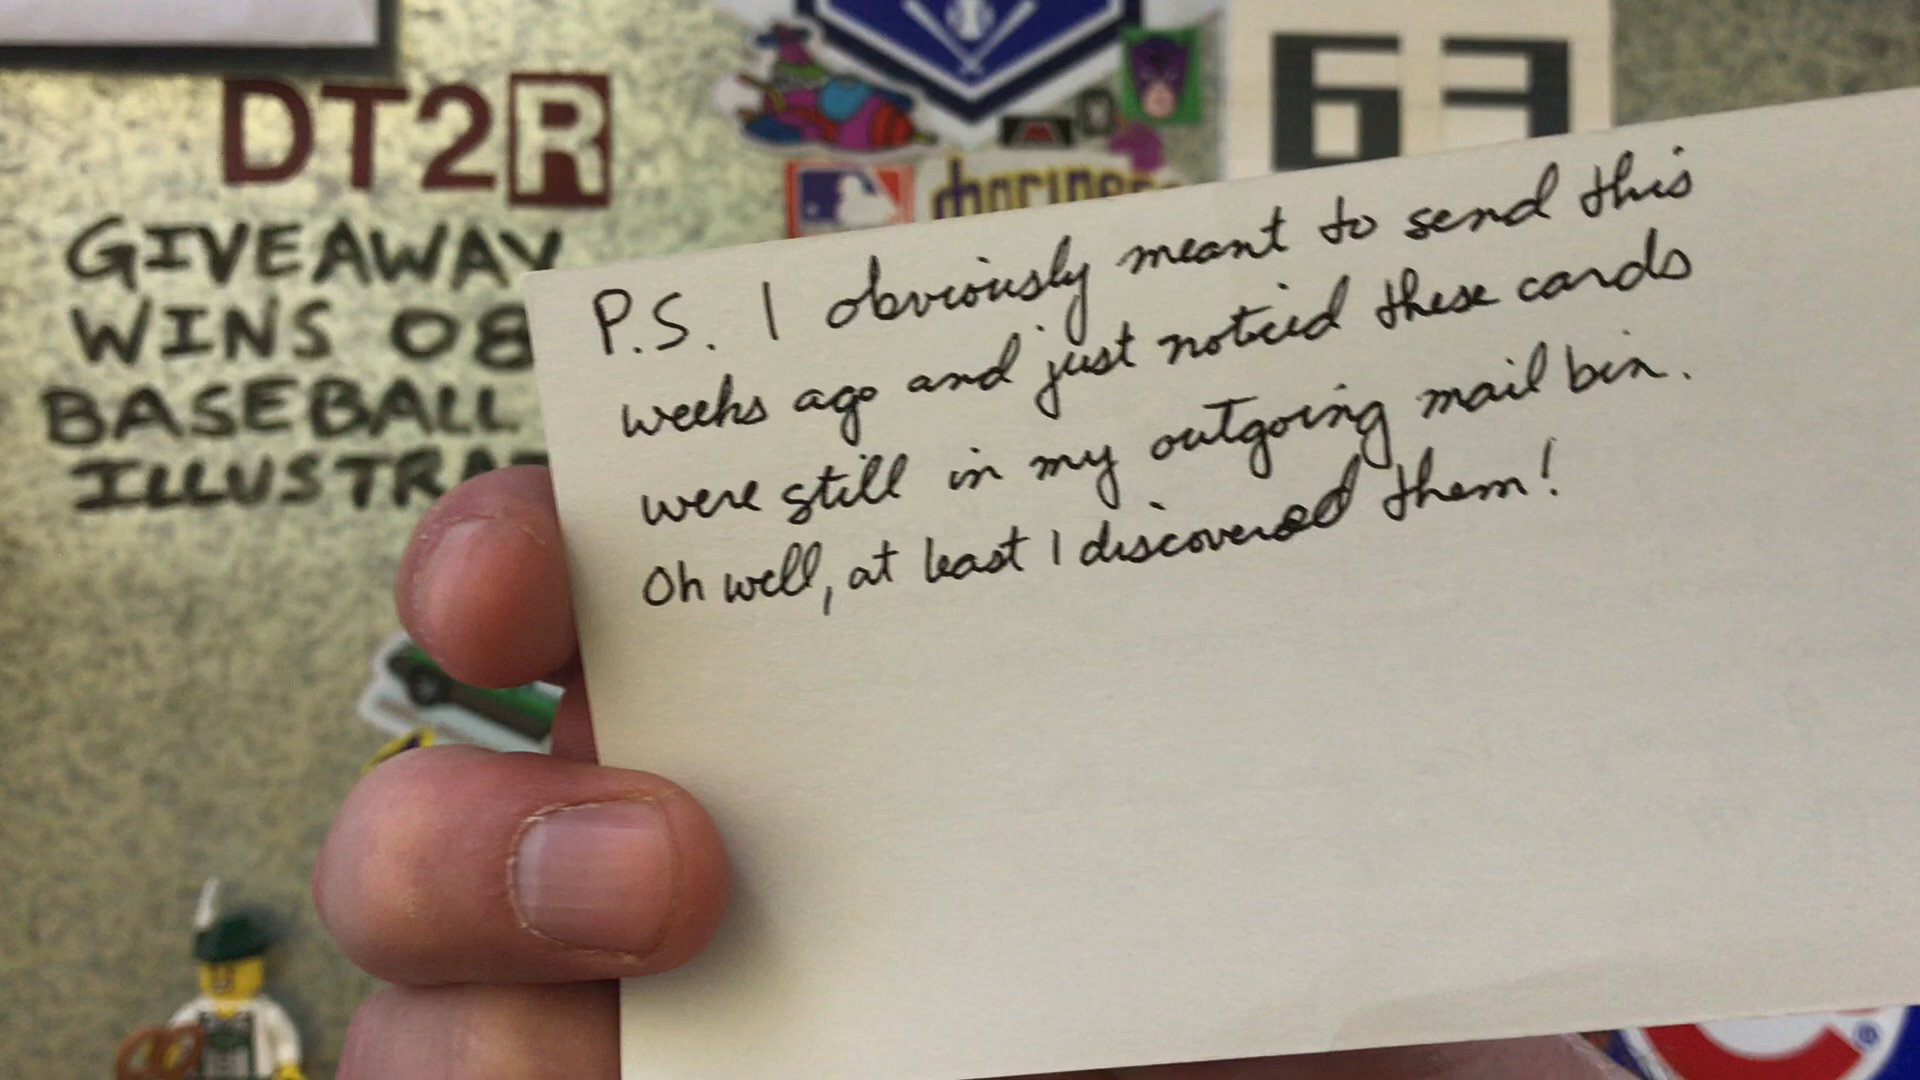 DT2R
GIVEAWAY
WINS 08
BASEBALL
63
P.S. I obviously meant to send this
weeks ago and just noticed these cards
were still in my outgoing mail bin.
Oh well, at least I discovered them!